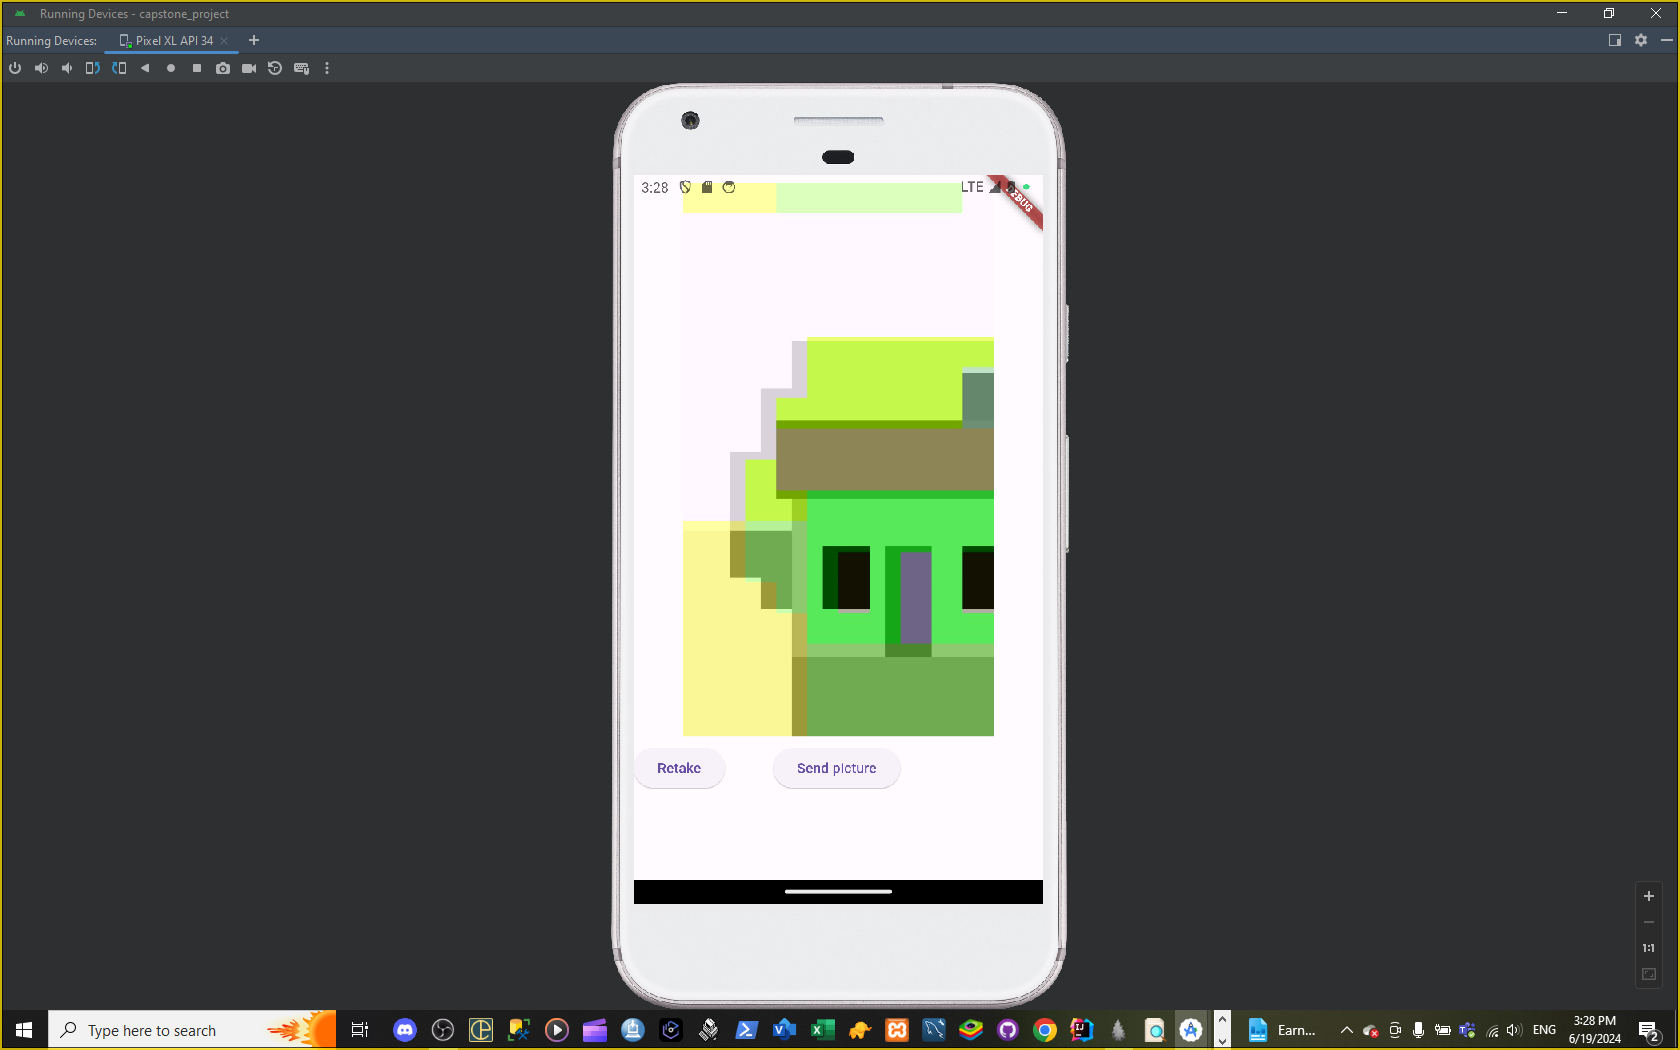 Running Devices - capstone_project
Running Devices:
Pixel XL API 34
3:28
LTE
DEBUG
Retake
Send picture
1:1
Type here to search
Earn...
ENG
3:28 PM
6/19/2024
2